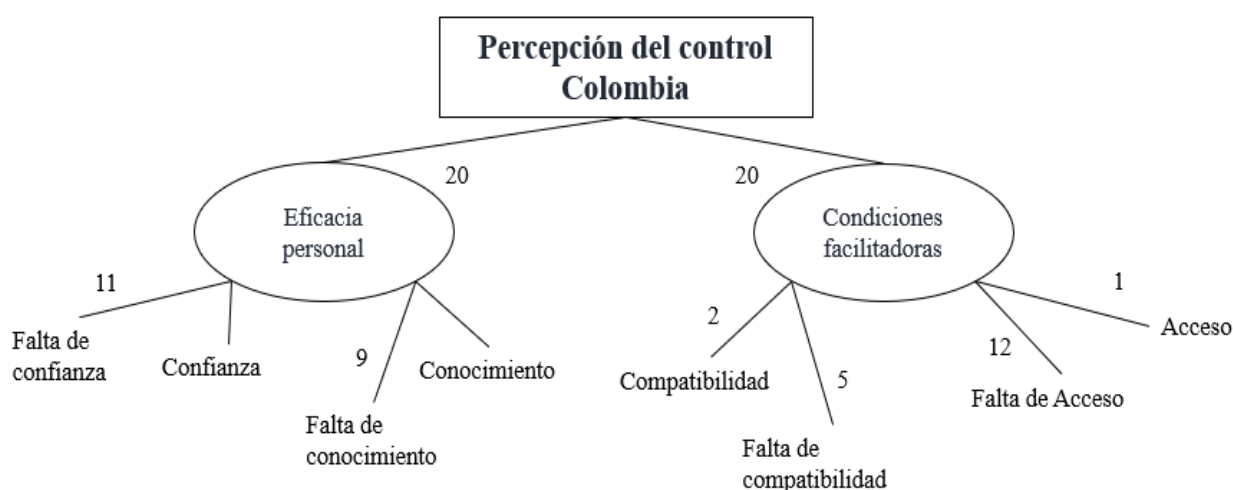 Percepción del control
Colombia
20
20
Eficacia
personal
Condiciones
facilitadoras
11
Falta de
confianza
Confianza
9
Falta de
conocimiento
Conocimiento
2
Compatibilidad
5
Falta de
compatibilidad
12
Falta de Acceso
1
Acceso